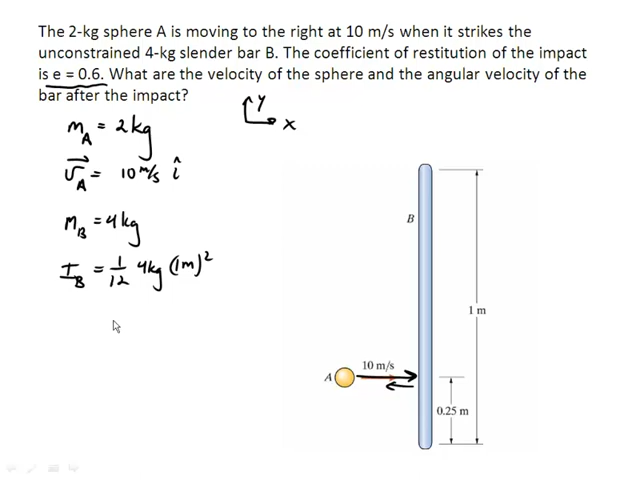 The 2-kg sphere A is moving to the right at 10 m/s when it strikes the
unconstrained 4-kg slender bar B. The coefficient of restitution of the impact
is e = 0.6. What are the velocity of the sphere and the angular velocity of the
bar after the impact?
y
x
m_A = 2kg
v_A = 10 m/s î
m_B = 4kg
I_B = 1/12 4kg (1m)²
B
1 m
10 m/s
A
0.25 m